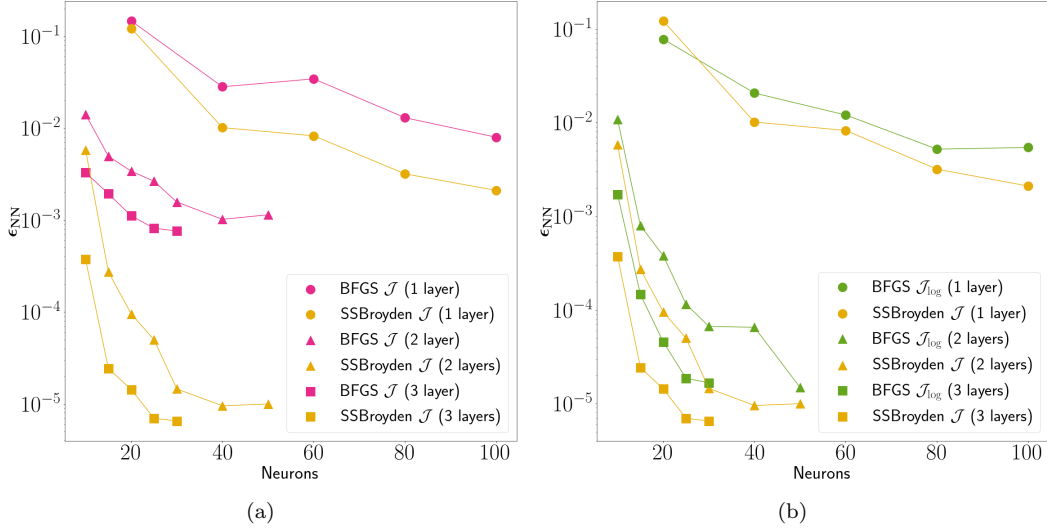 10⁻¹
10⁻²
10⁻³
10⁻⁴
10⁻⁵
ϵNN
20
40
60
80
100
Neurons
BFGS 𝒥 (1 layer)
SSBroyden 𝒥 (1 layer)
BFGS 𝒥 (2 layer)
SSBroyden 𝒥 (2 layers)
BFGS 𝒥 (3 layer)
SSBroyden 𝒥 (3 layers)
(a)
10⁻¹
10⁻²
10⁻³
10⁻⁴
10⁻⁵
ϵNN
20
40
60
80
100
Neurons
BFGS 𝒥log (1 layer)
SSBroyden 𝒥 (1 layer)
BFGS 𝒥log (2 layers)
SSBroyden 𝒥 (2 layers)
BFGS 𝒥log (3 layers)
SSBroyden 𝒥 (3 layers)
(b)